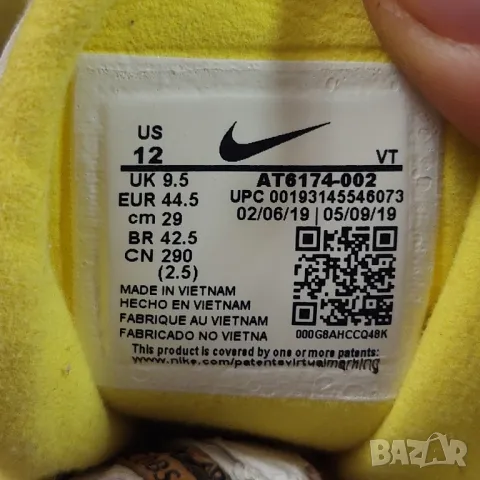 US
12
VT
UK 9.5
EUR 44.5
cm 29
BR 42.5
CN 290
(2.5)
AT6174-002
UPC 00193145546073
02/06/19 | 05/09/19
MADE IN VIETNAM
HECHO EN VIETNAM
FABRIQUE AU VIETNAM
FABRICADO NO VIETNA
000G8AHCCQ48K
This product is covered by one or more patents:
www.nike.com/patentsvirtualmarking
BAZAR